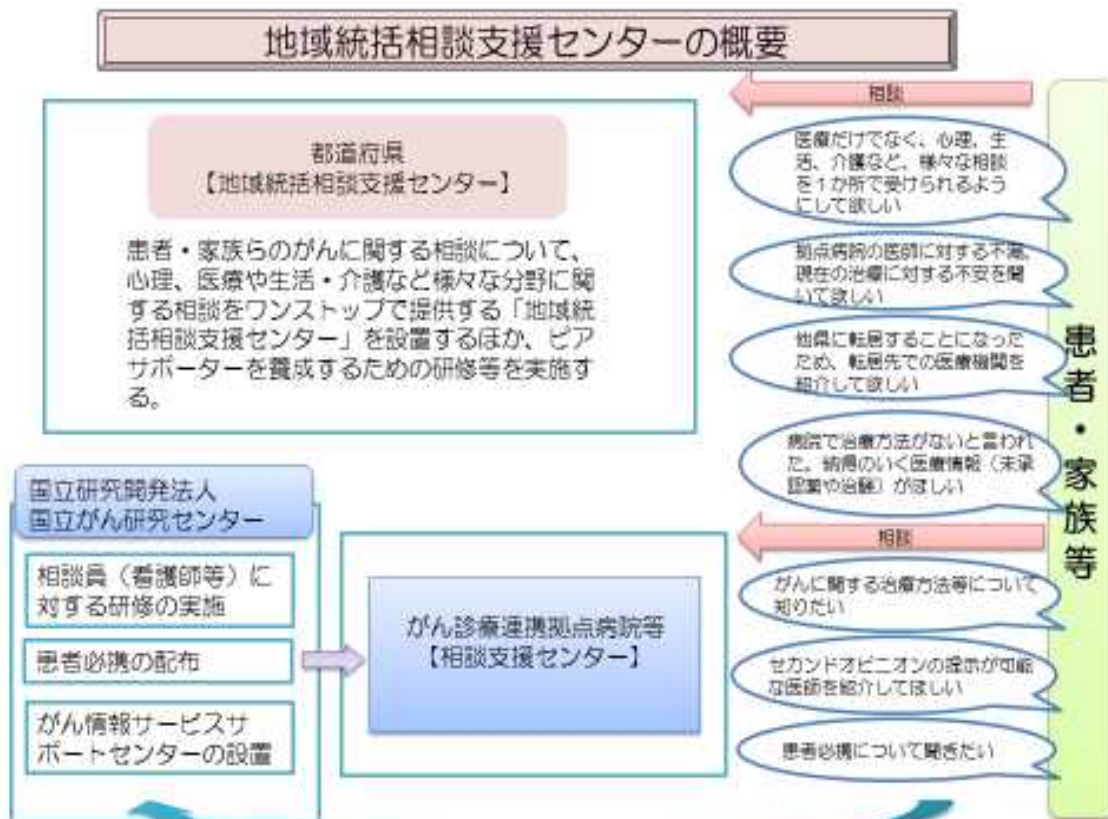 地域統括相談支援センターの概要
都道府県
【地域統括相談支援センター】
患者・家族らのがんに関する相談について、
心理、医療や生活・介護など様々な分野に関
する相談をワンストップで提供する「地域統
括相談支援センター」を設置するほか、ピア
サポーターを養成するための研修等を実施す
る。
相談
医療だけでなく、心理、生
活、介護など、様々な相談
を1か所で受けられるよう
にして欲しい
拠点病院の医師に対する不満、
現在の治療に対する不安を聞
いて欲しい
他県に転居することになった
ため、転居先での医療機関を
紹介して欲しい
病院で治療方法がないと言われ
た。納得のいく医療情報（未承
認薬や治験）がほしい
患者・家族等
国立研究開発法人
国立がん研究センター
相談員（看護師等）に
対する研修の実施
患者必携の配布
がん情報サービスサ
ポートセンターの設置
がん診療連携拠点病院等
【相談支援センター】
相談
がんに関する治療方法等について
知りたい
セカンドオピニオンの提示が可能
な医師を紹介してほしい
患者必携について聞きたい